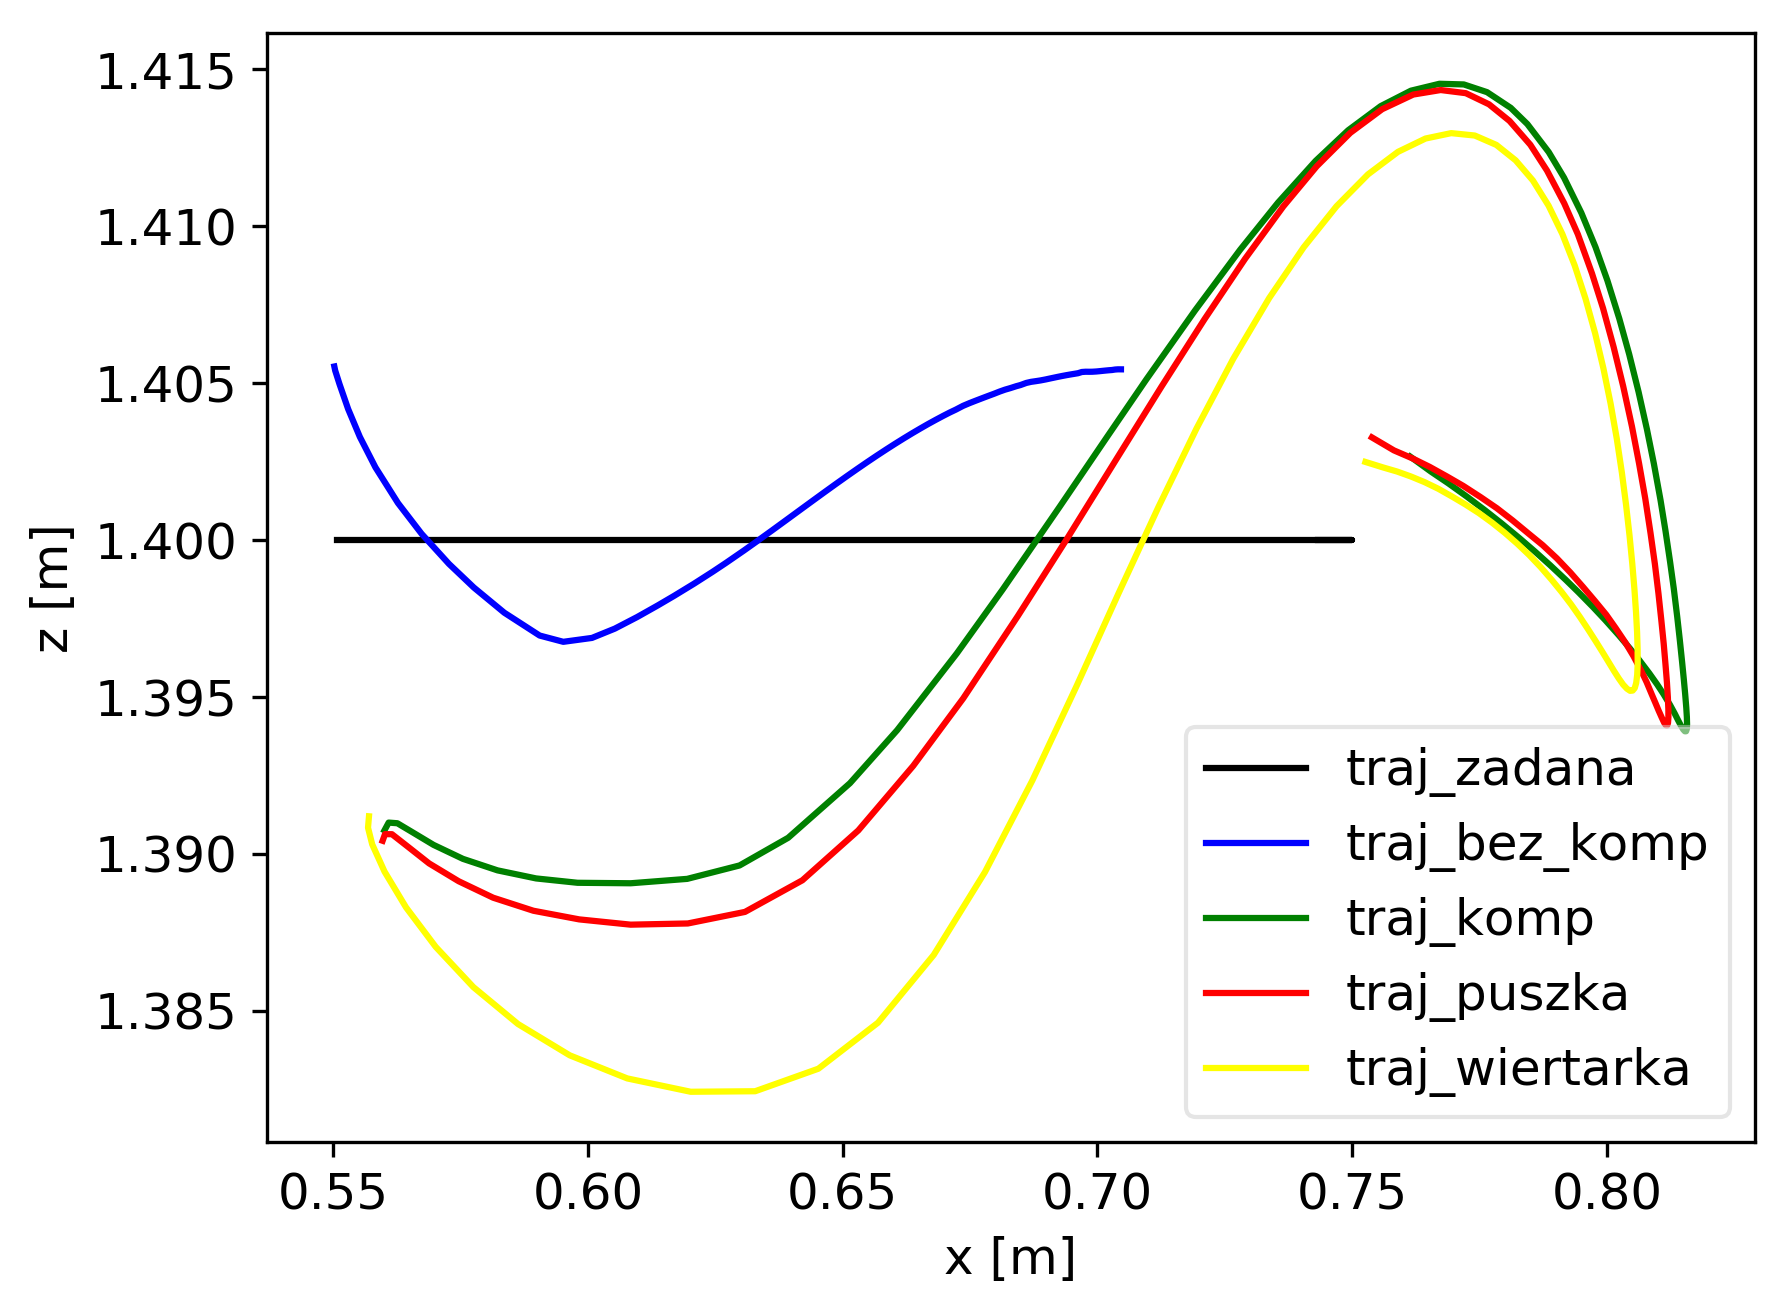 1.415
1.410
1.405
1.400
1.395
1.390
1.385
z [m]
0.55 0.60 0.65 0.70 0.75 0.80
x [m]
traj_zadana
traj_bez_komp
traj_komp
traj_puszka
traj_wiertarka